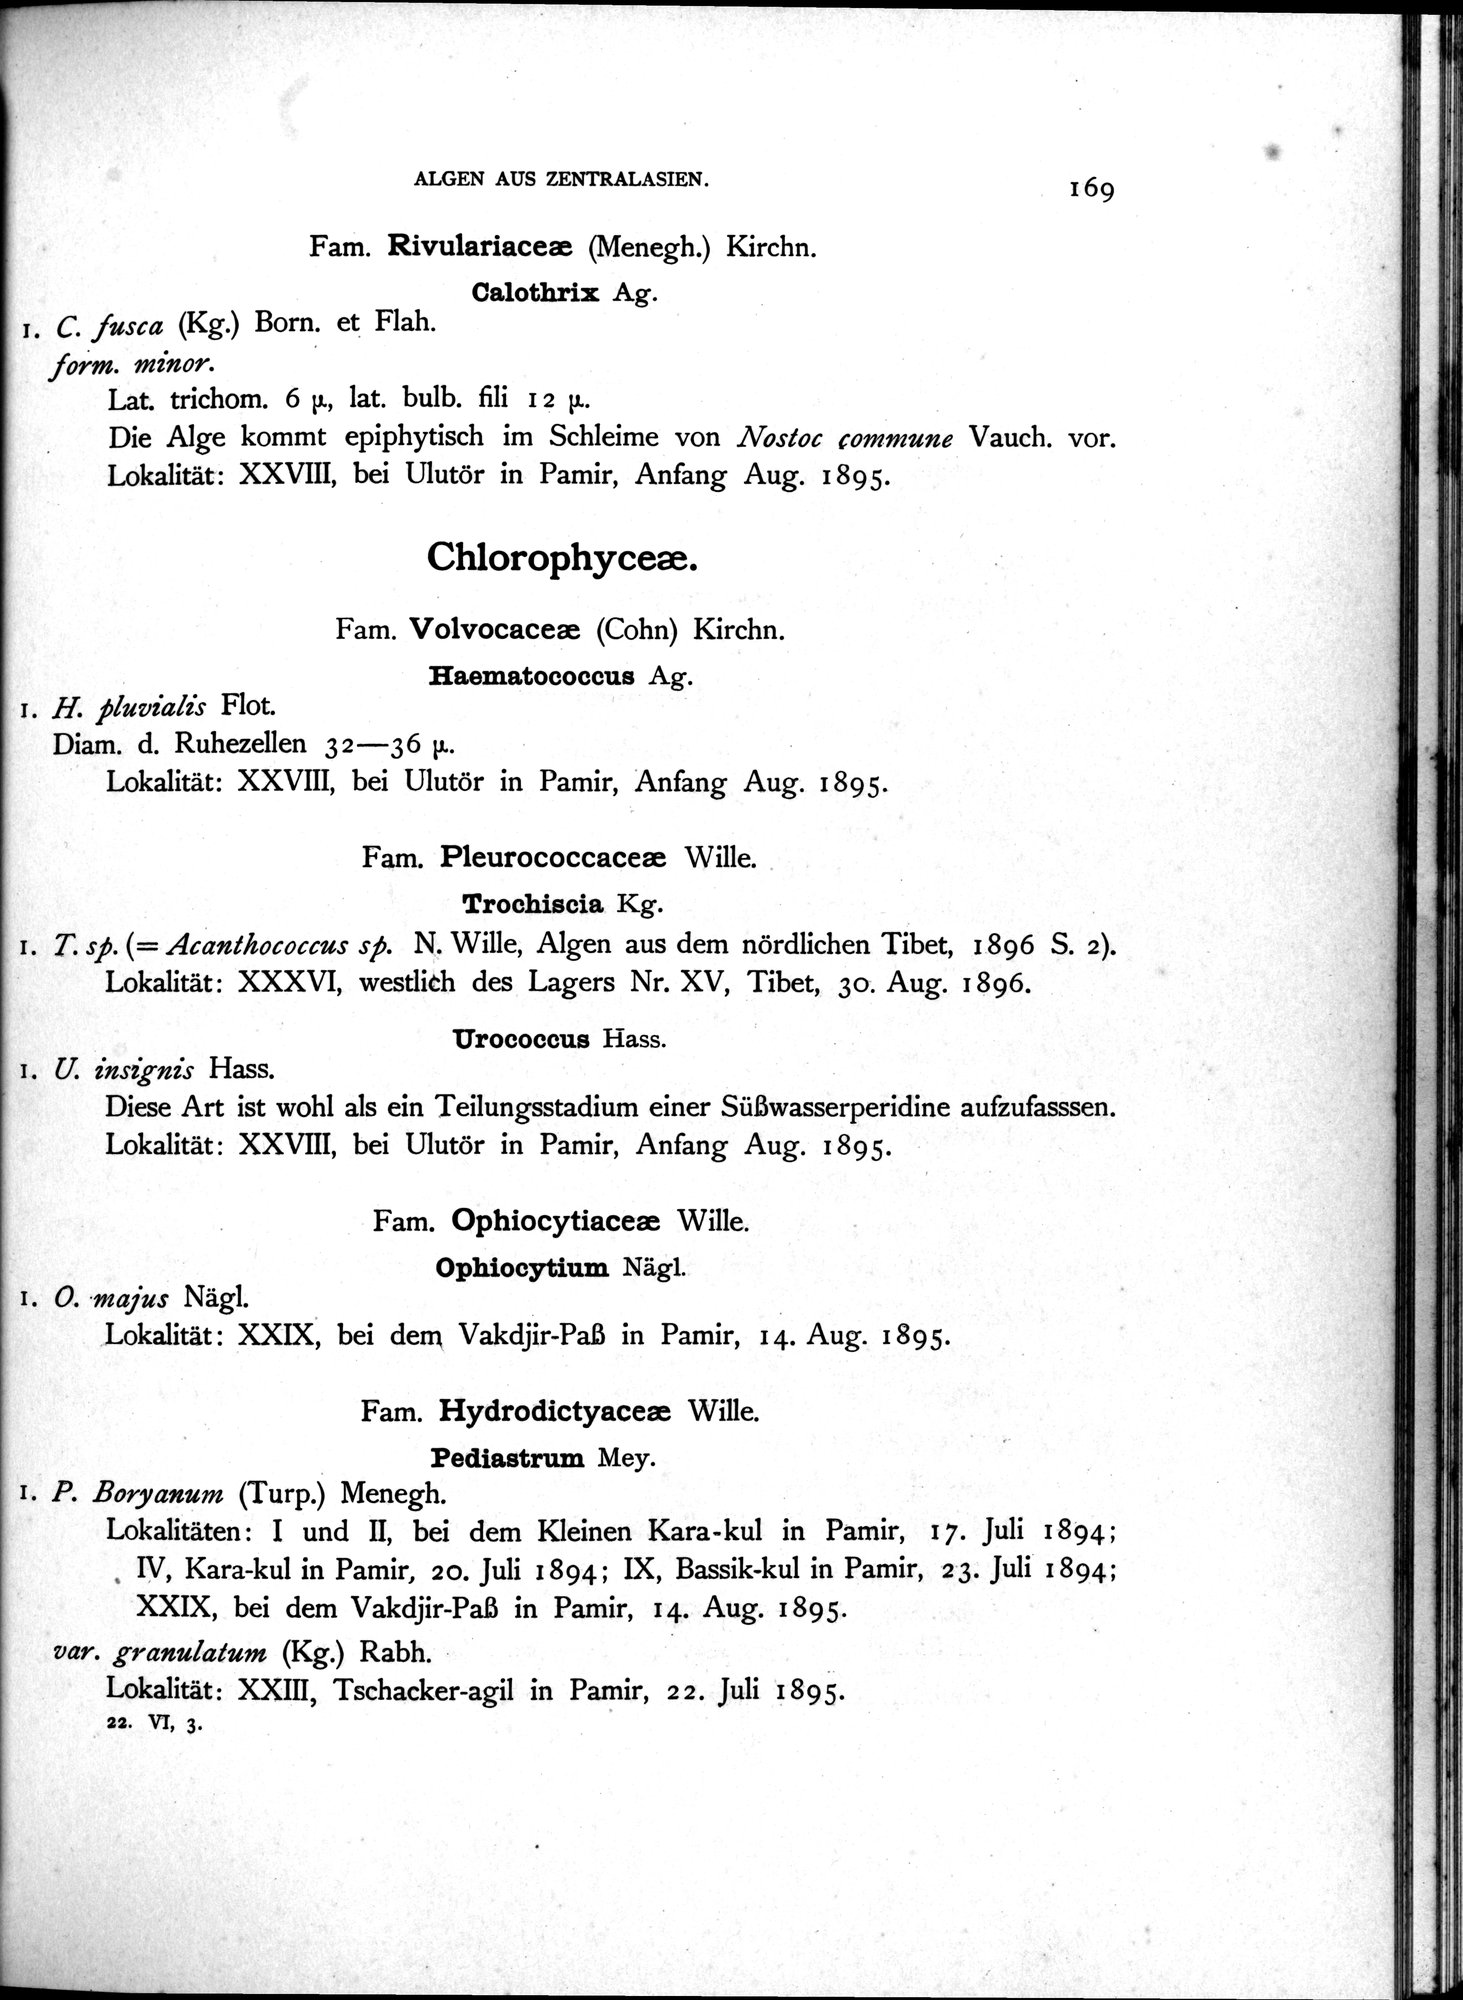 ALGEN AUS ZENTRALASIEN.
169
Fam. Rivulariaceæ (Menegh.) Kirchn.
Calothrix Ag.
1. C. fusca (Kg.) Born. et Flah.
form. minor.
Lat. trichom. 6 µ, lat. bulb. fili 12 µ.
Die Alge kommt epiphytisch im Schleime von Nostoc commune Vauch. vor.
Lokalität: XXVIII, bei Ulutör in Pamir, Anfang Aug. 1895.
Chlorophyceæ.
Fam. Volvocaceæ (Cohn) Kirchn.
Haematococcus Ag.
1. H. pluvialis Flot.
Diam. d. Ruhezellen 32—36 µ.
Lokalität: XXVIII, bei Ulutör in Pamir, Anfang Aug. 1895.
Fam. Pleurococcaceæ Wille.
Trochiscia Kg.
1. T. sp. (= Acanthococcus sp. N. Wille, Algen aus dem nördlichen Tibet, 1896 S. 2).
Lokalität: XXXVI, westlich des Lagers Nr. XV, Tibet, 30. Aug. 1896.
Urococcus Hass.
1. U. insignis Hass.
Diese Art ist wohl als ein Teilungsstadium einer Süßwasserperidine aufzufasssen.
Lokalität: XXVIII, bei Ulutör in Pamir, Anfang Aug. 1895.
Fam. Ophiocytiaceæ Wille.
Ophiocytium Nägl.
1. O. majus Nägl.
Lokalität: XXIX, bei dem Vakdjir-Paß in Pamir, 14. Aug. 1895.
Fam. Hydrodictyaceæ Wille.
Pediastrum Mey.
1. P. Boryanum (Turp.) Menegh.
Lokalitäten: I und II, bei dem Kleinen Kara-kul in Pamir, 17. Juli 1894;
IV, Kara-kul in Pamir, 20. Juli 1894; IX, Bassik-kul in Pamir, 23. Juli 1894;
XXIX, bei dem Vakdjir-Paß in Pamir, 14. Aug. 1895.
var. granulatum (Kg.) Rabh.
Lokalität: XXIII, Tschacker-agil in Pamir, 22. Juli 1895.
22. VI, 3.